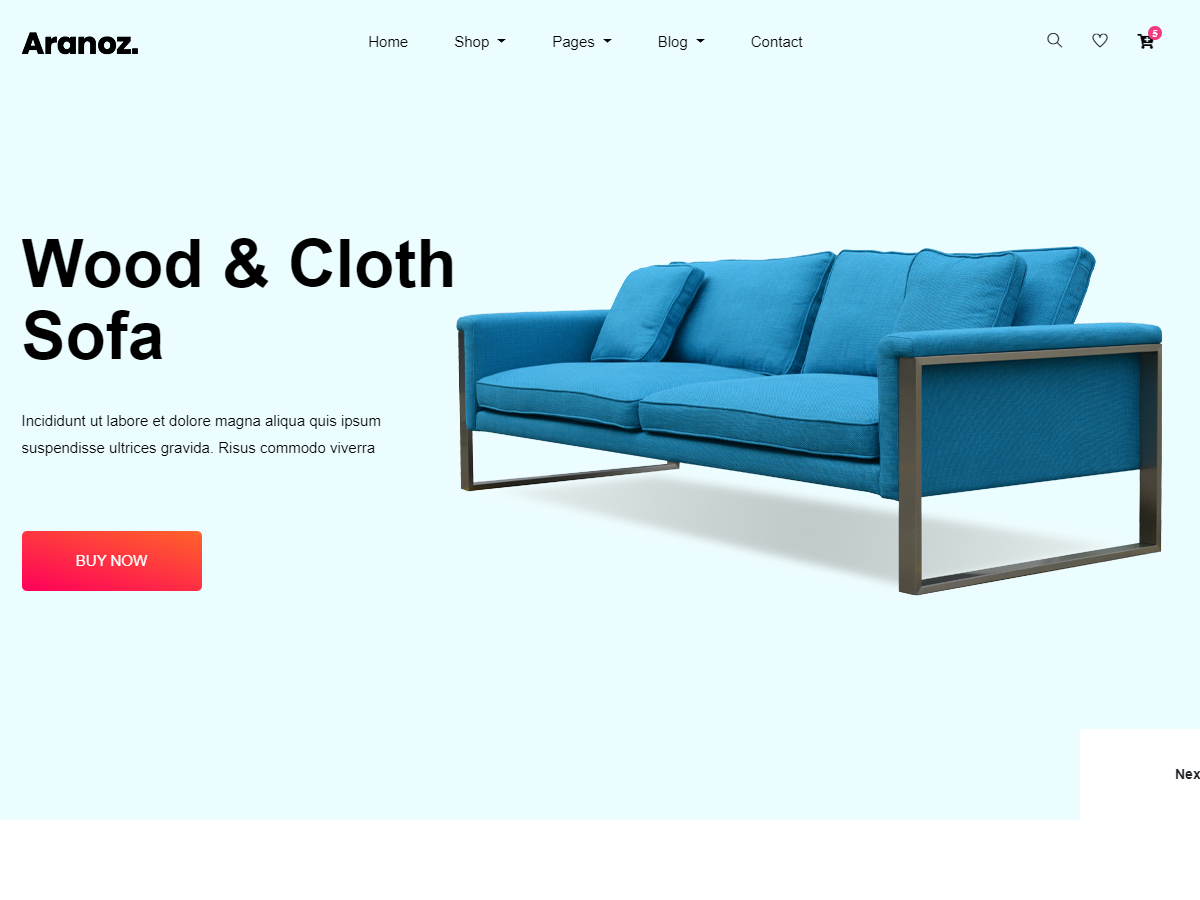 Aranoz.
Home Shop Pages Blog Contact
5
Wood & Cloth
Sofa
Incididunt ut labore et dolore magna aliqua quis ipsum
suspendisse ultrices gravida. Risus commodo viverra
BUY NOW
Nex